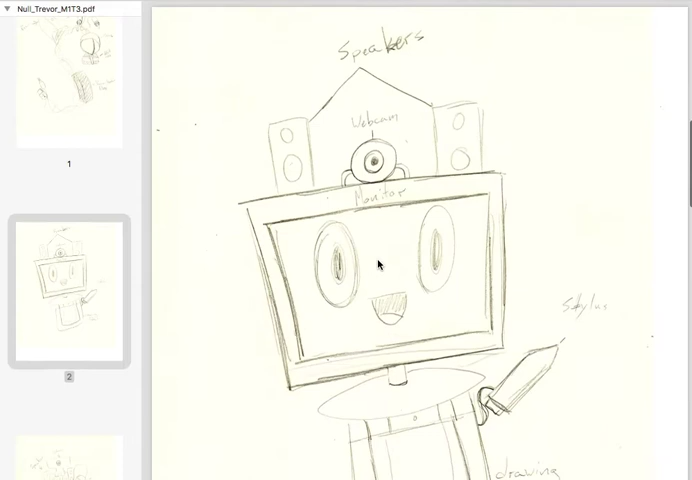 Null_Trevor_M1T3.pdf
Speakers
Webcam
Monitor
Stylus
1
2
drawing